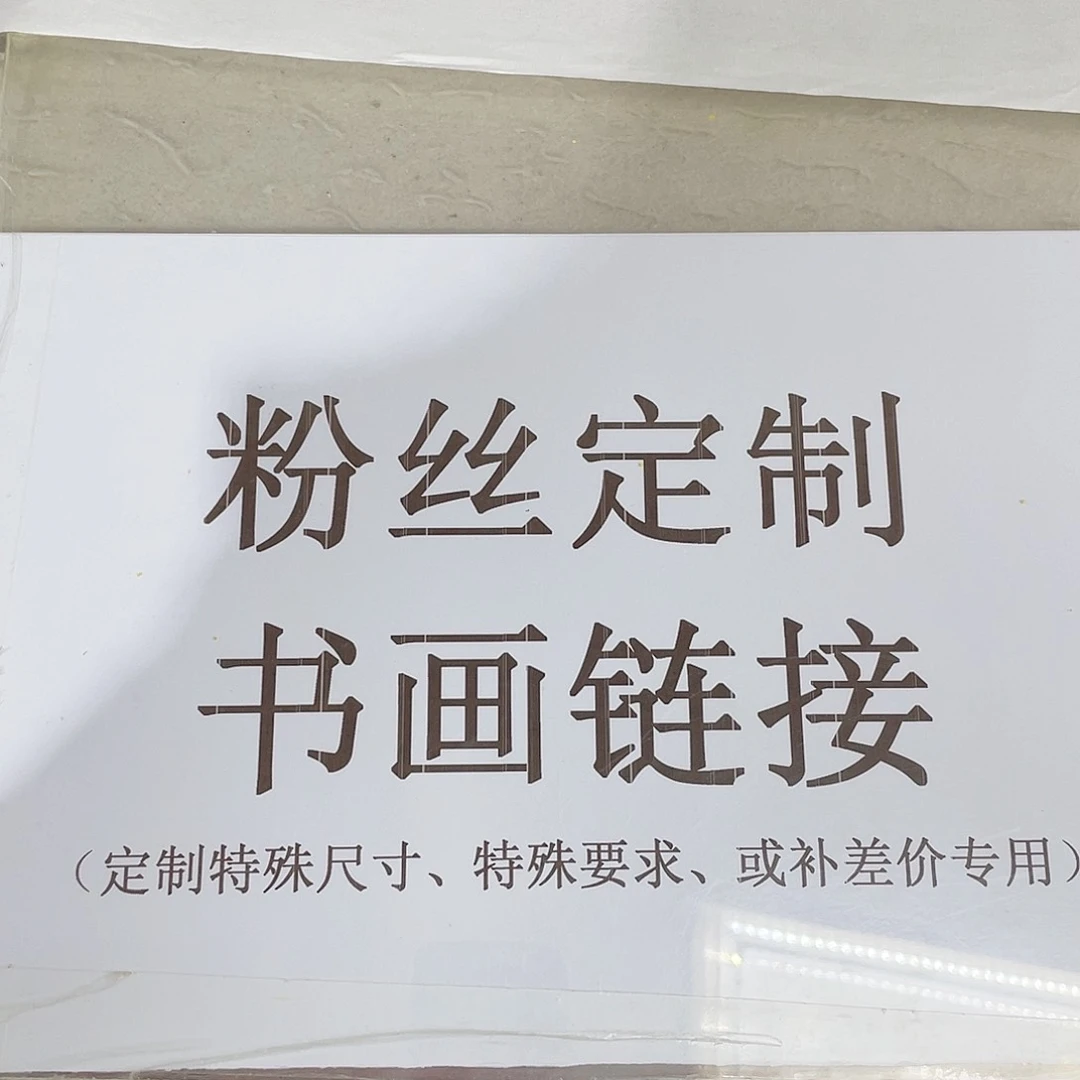 粉丝定制
书画链接
（定制特殊尺寸、特殊要求、或补差价专用）